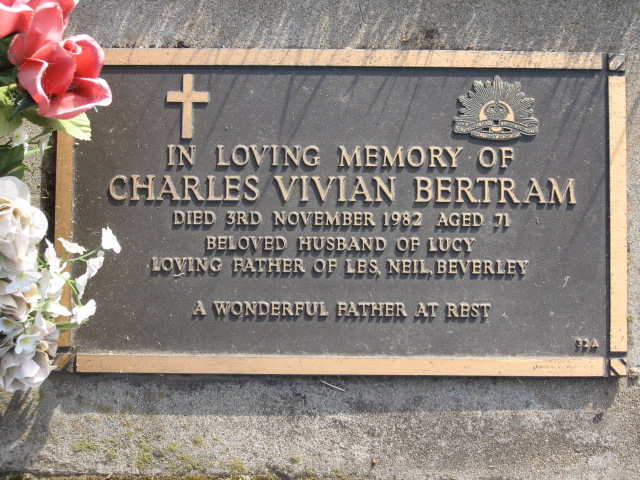 IN LOVING MEMORY OF
CHARLES VIVIAN BERTRAM
DIED 3RD NOVEMBER 1982 AGED 71
BELOVED HUSBAND OF LUCY
LOVING FATHER OF LES, NEIL, BEVERLEY
A WONDERFUL FATHER AT REST
32A